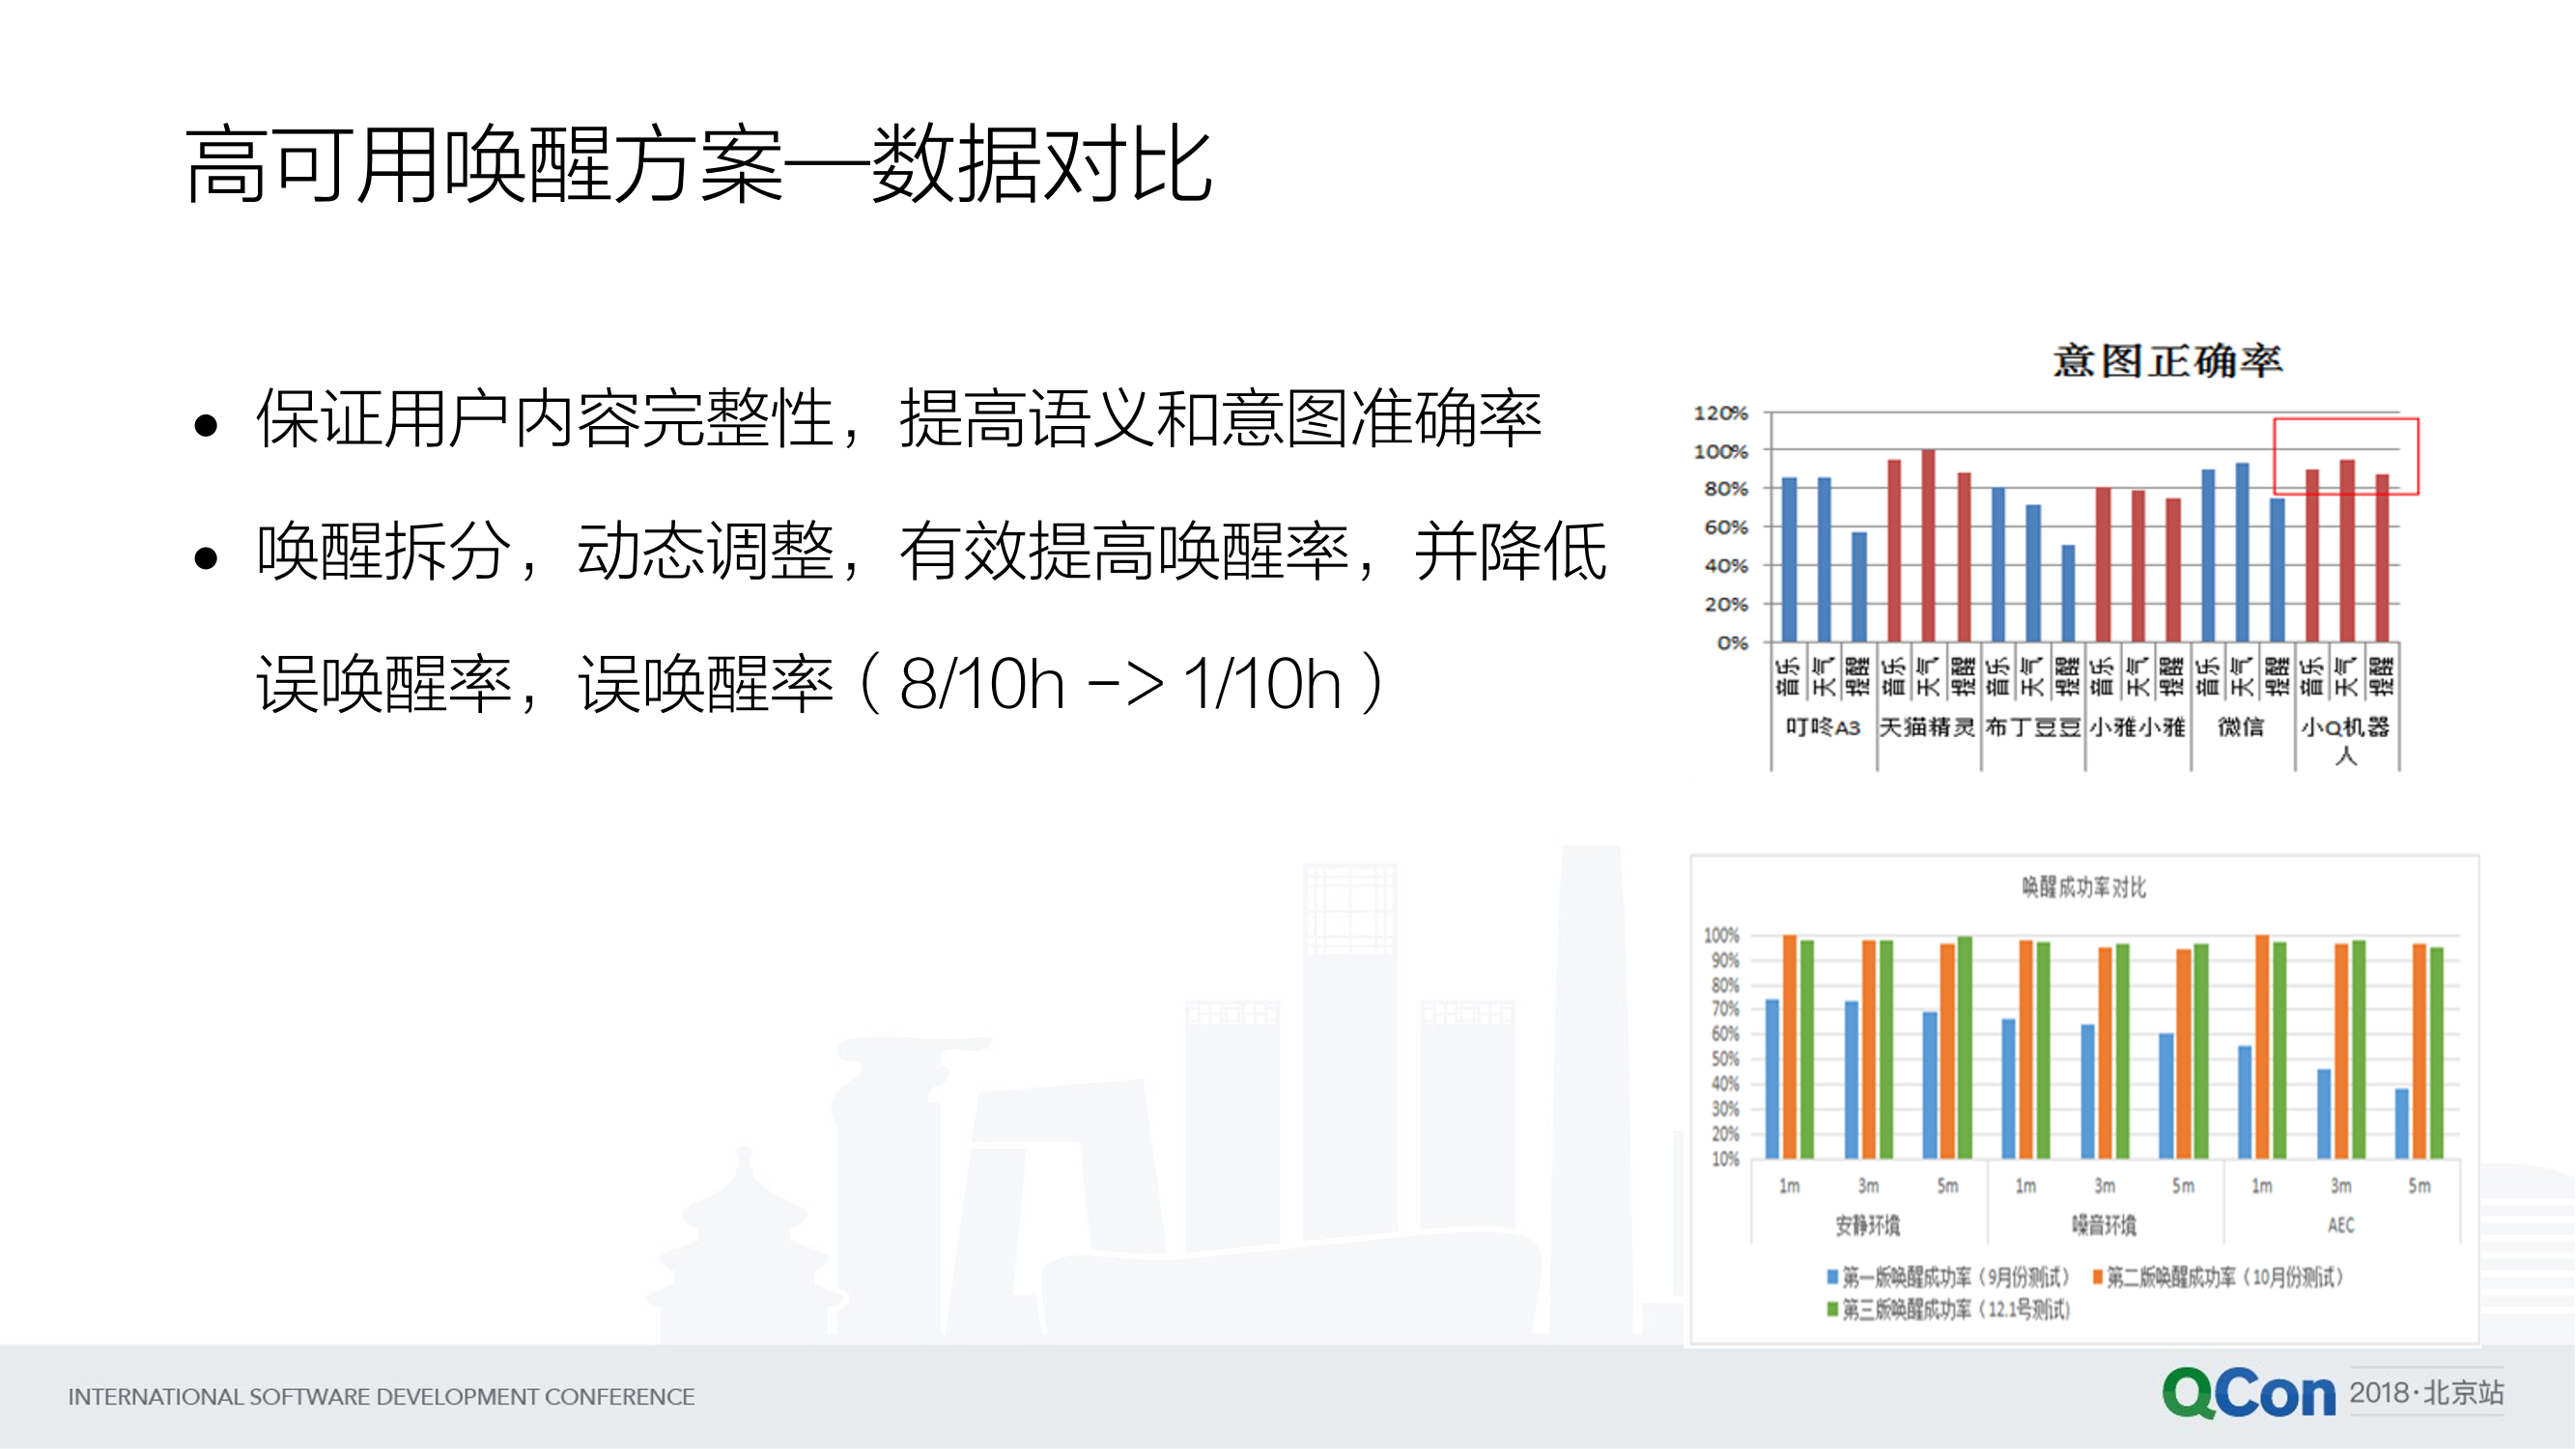 高可用唤醒方案—数据对比
● 保证用户内容完整性，提高语义和意图准确率
● 唤醒拆分，动态调整，有效提高唤醒率，并降低
误唤醒率，误唤醒率（8/10h -> 1/10h）
意图正确率
120%
100%
80%
60%
40%
20%
0%
音乐 天气 提醒 音乐 天气 提醒 音乐 天气 提醒 音乐 天气 提醒 音乐 天气 提醒 音乐 天气 提醒
叮咚A3 天猫精灵 布丁豆豆 小雅小雅 微信 小Q机器
人
唤醒成功率对比
100%
90%
80%
70%
60%
50%
40%
30%
20%
10%
1m 3m 5m 1m 3m 5m 1m 3m 5m
安静环境 噪音环境 AEC
第一版唤醒成功率（9月份测试） 第二版唤醒成功率（10月份测试）
第三版唤醒成功率（12.1号测试)
INTERNATIONAL SOFTWARE DEVELOPMENT CONFERENCE
QCon 2018·北京站